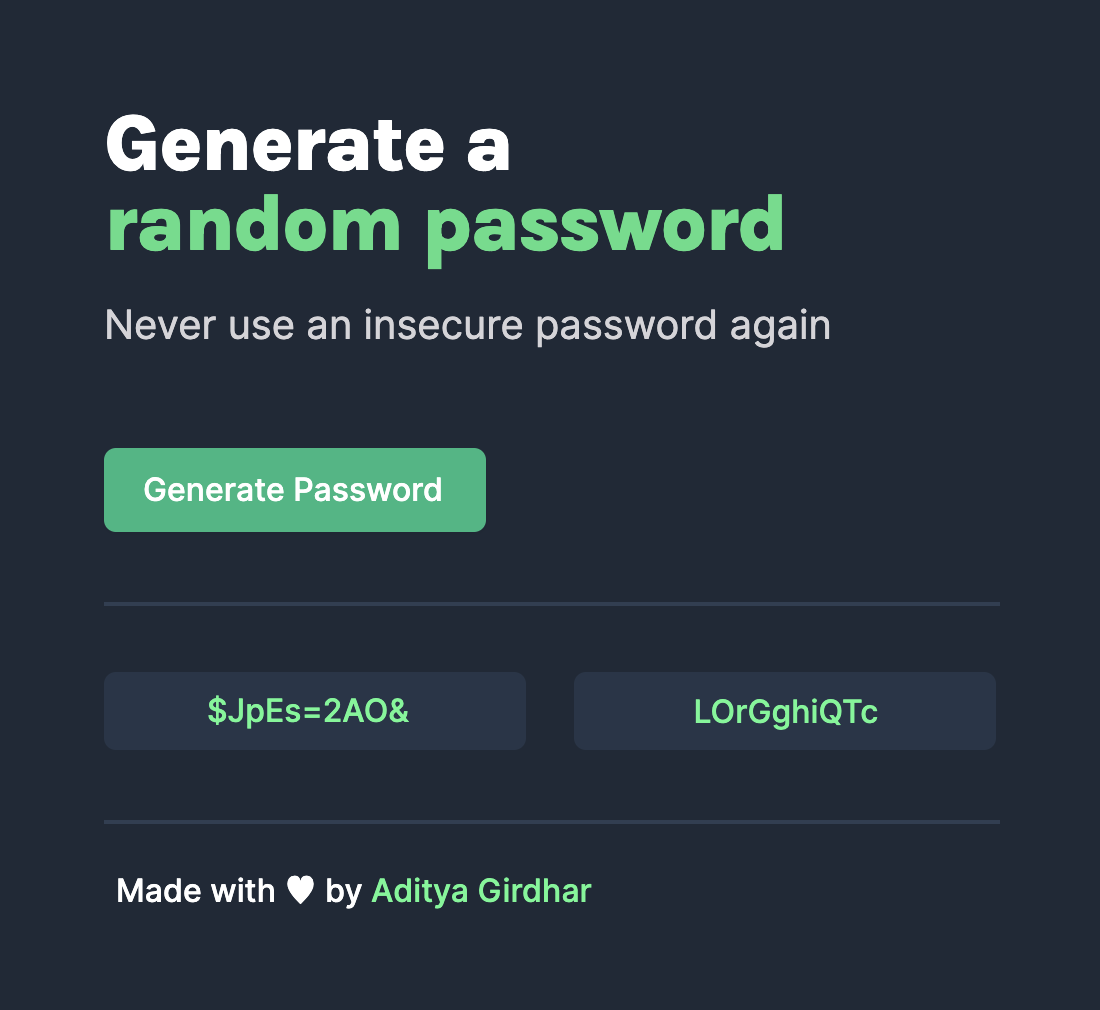 Generate a
random password
Never use an insecure password again
Generate Password
$JpEs=2AO&
LOrGghiQTc
Made with ♥ by Aditya Girdhar